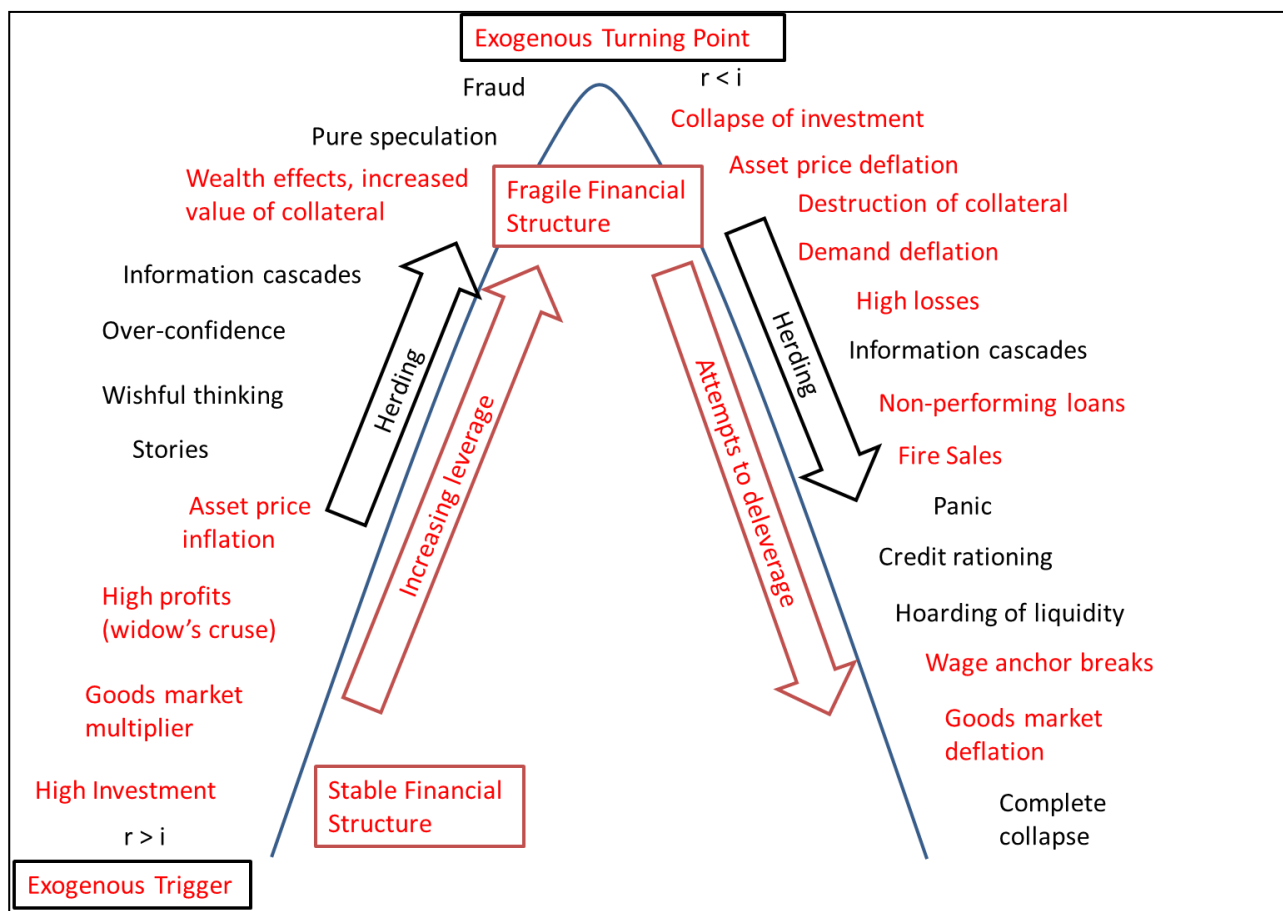 Exogenous Turning Point
r < i
Fraud
Pure speculation
Wealth effects, increased
value of collateral
Information cascades
Over-confidence
Wishful thinking
Stories
Asset price
inflation
High profits
(widow's cruse)
Goods market
multiplier
High Investment
r > i
Exogenous Trigger
Herding
Increasing leverage
Stable Financial
Structure
Fragile Financial
Structure
Attempts to deleverage
Herding
Collapse of investment
Asset price deflation
Destruction of collateral
Demand deflation
High losses
Information cascades
Non-performing loans
Fire Sales
Panic
Credit rationing
Hoarding of liquidity
Wage anchor breaks
Goods market
deflation
Complete
collapse